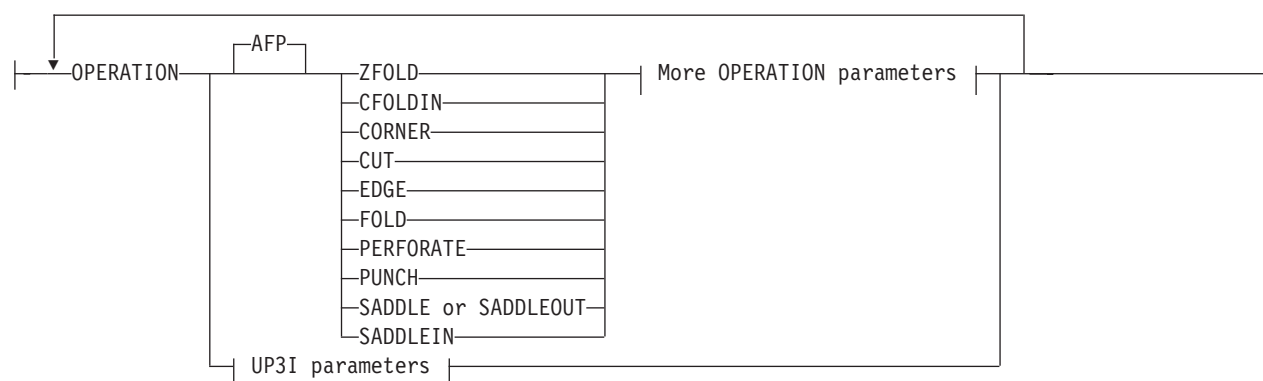 AFP
OPERATION ZFOLD More OPERATION parameters
CFOLDIN
CORNER
CUT
EDGE
FOLD
PERFORATE
PUNCH
SADDLE or SADDLEOUT
SADDLEIN
UP3I parameters